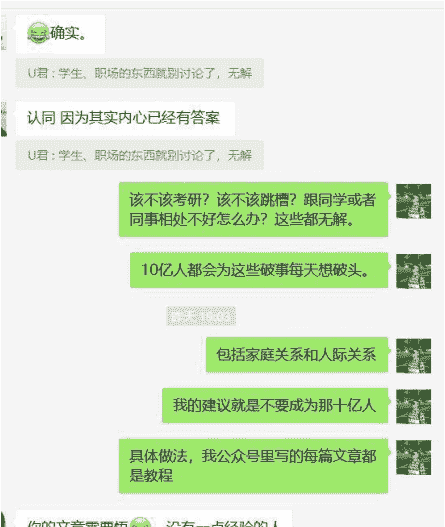 确实。
U君 : 学生、职场的东西就别讨论了，无解
认同 因为其实内心已经有答案
U君 : 学生、职场的东西就别讨论了，无解
该不该考研？该不该跳槽？跟同学或者
同事相处不好怎么办？这些都无解。
10亿人都会为这些破事每天想破头。
包括家庭关系和人际关系
我的建议就是不要成为那十亿人
具体做法，我公众号里写的每篇文章都
是教程